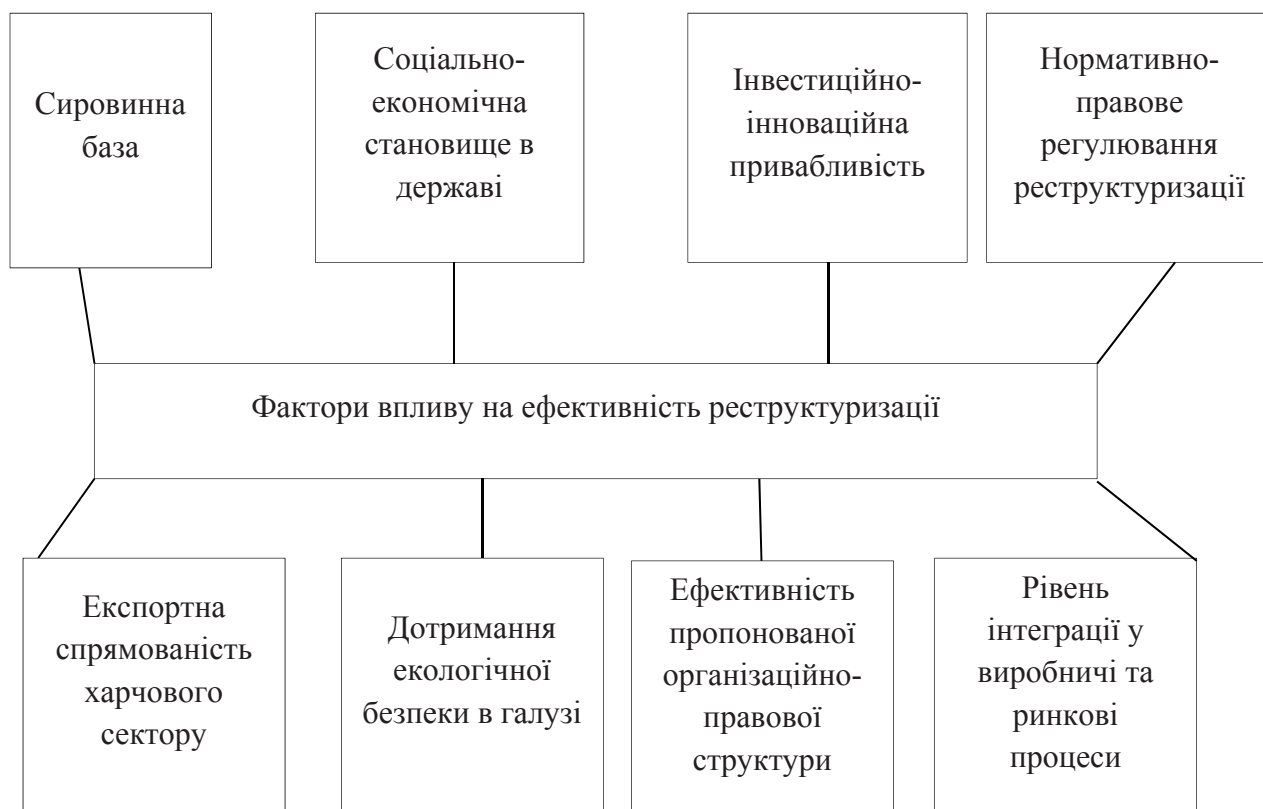 Сировинна
база
Соціально-
економічна
становище в
державі
Інвестиційно-
інноваційна
привабливість
Нормативно-
правове
регулювання
реструктуризації
Фактори впливу на ефективність реструктуризації
Експортна
спрямованість
харчового
сектору
Дотримання
екологічної
безпеки в галузі
Ефективність
пропонованої
організаційно-
правової
структури
Рівень
інтеграції у
виробничі та
ринкові
процеси